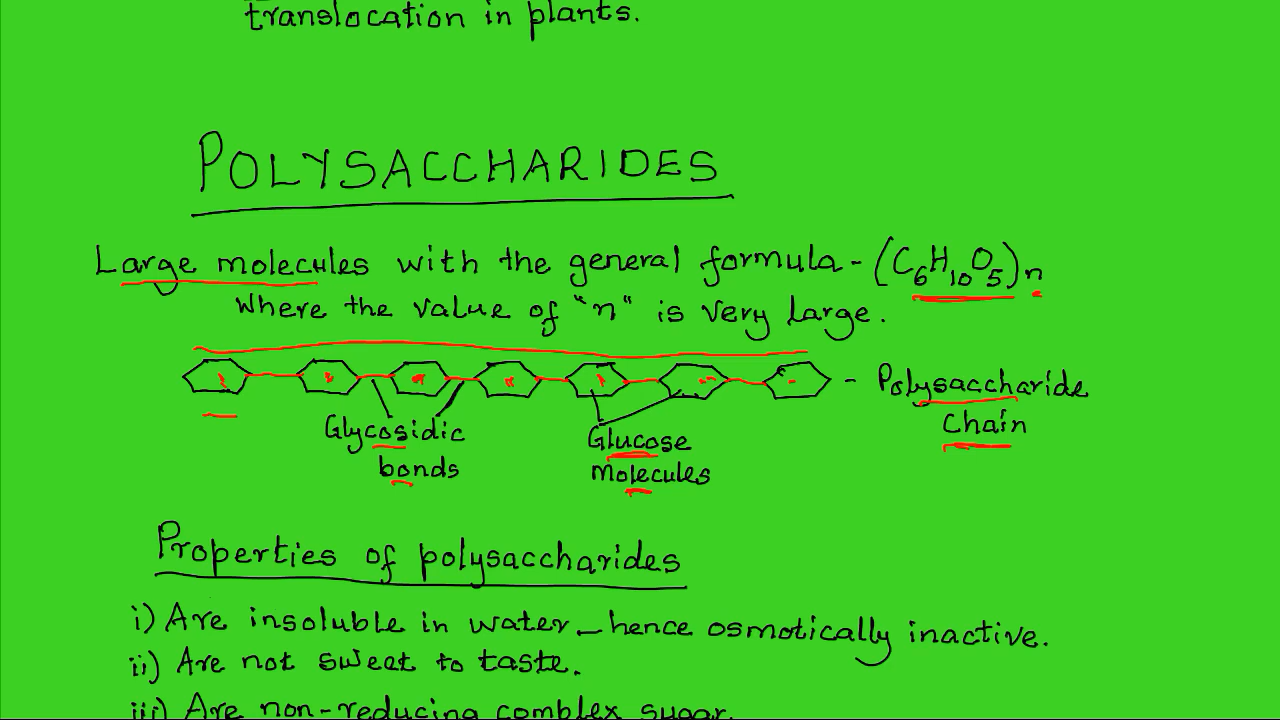 translocation in plants.
POLYSACCHARIDES
Large molecules with the general formula - (C₆H₁₀O₅)n
Where the value of "n" is very large.
- Polysaccharide
Chain
Glycosidic
bonds
Glucose
Molecules
Properties of polysaccharides
i) Are insoluble in water - hence osmotically inactive.
ii) Are not sweet to taste.
iii) Are non-reducing complex sugar.